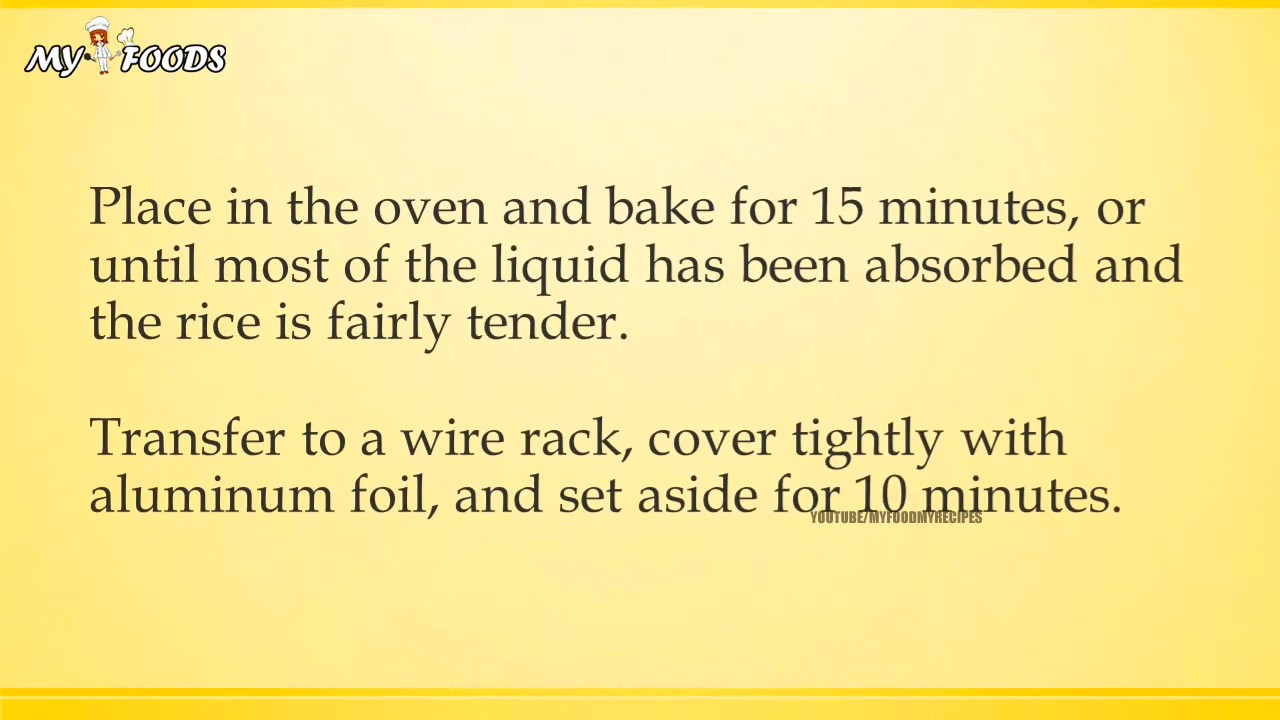 MY FOODS
Place in the oven and bake for 15 minutes, or
until most of the liquid has been absorbed and
the rice is fairly tender.
Transfer to a wire rack, cover tightly with
aluminum foil, and set aside for 10 minutes.
YOUTUBE/MYFOODMYRECIPES